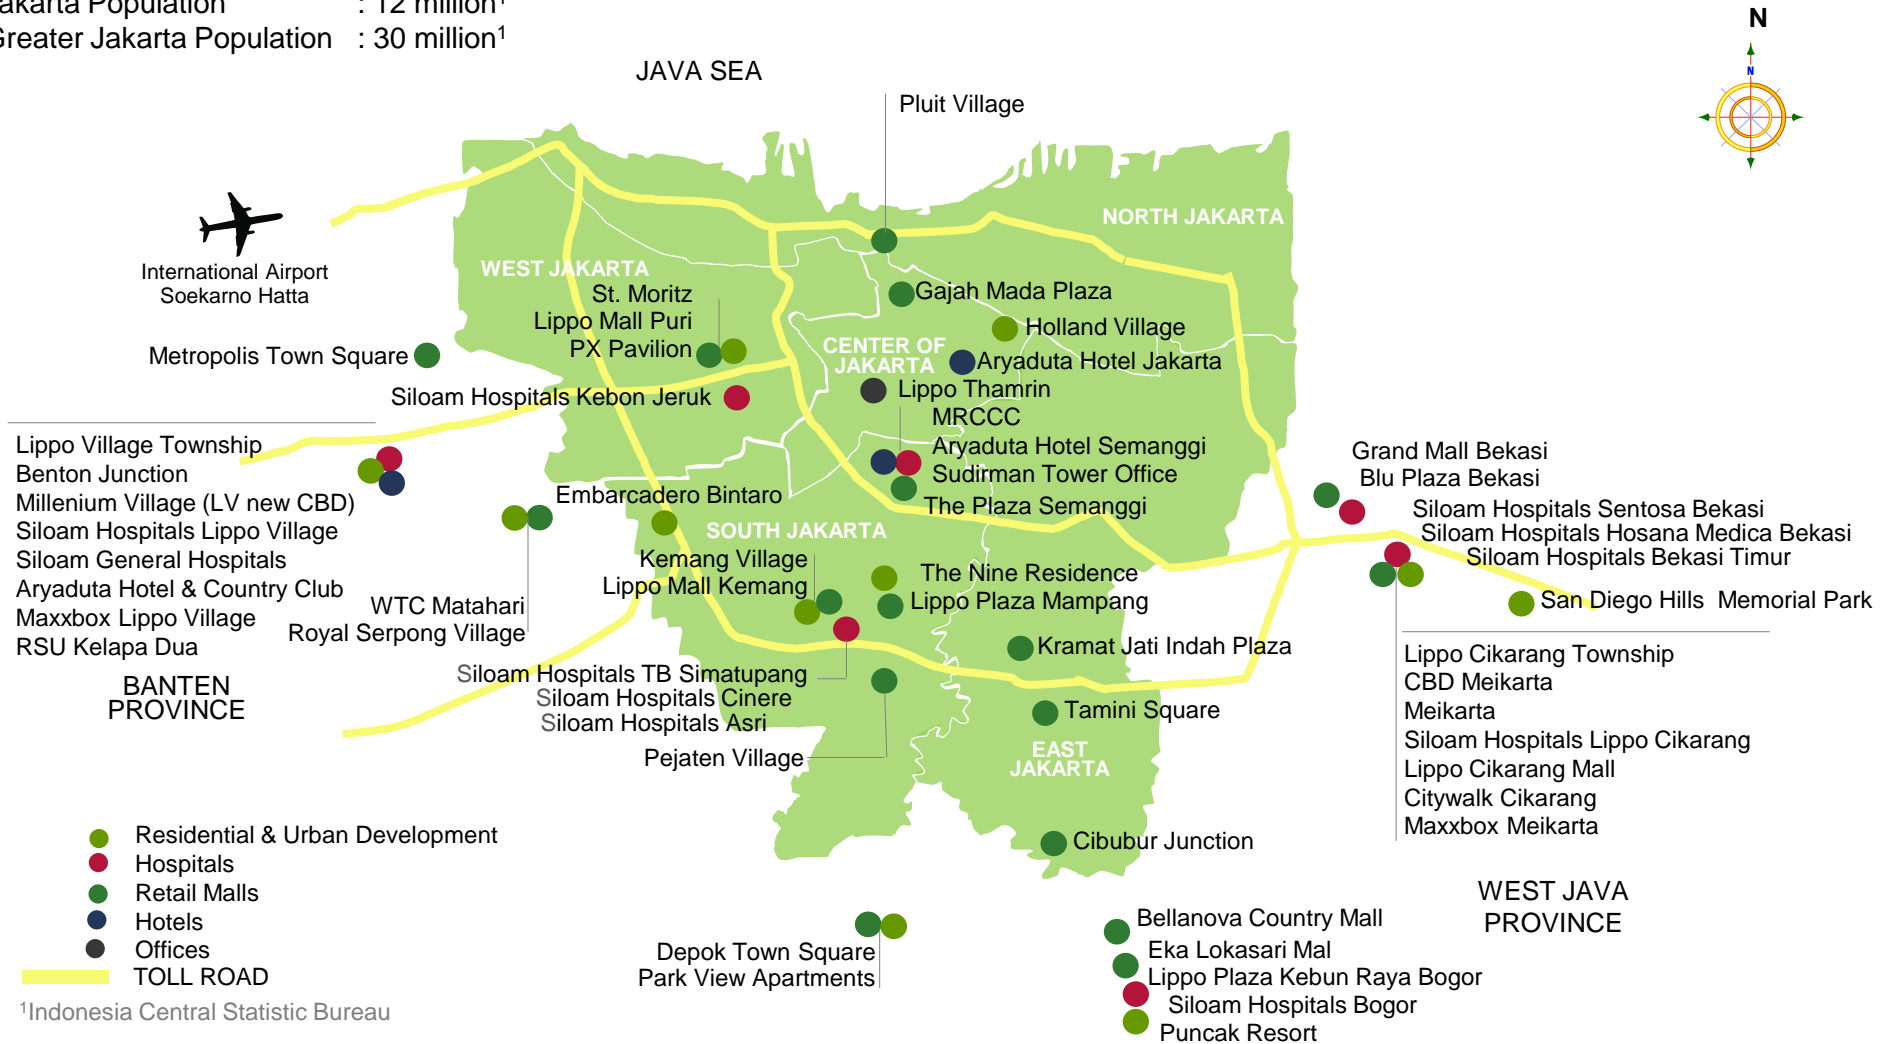 akarta Population : 12 million¹
Greater Jakarta Population : 30 million¹
N
N
JAVA SEA
Pluit Village
NORTH JAKARTA
International Airport
Soekarno Hatta
WEST JAKARTA
St. Moritz
Lippo Mall Puri
PX Pavilion
Gajah Mada Plaza
Holland Village
CENTER OF
JAKARTA
Aryaduta Hotel Jakarta
Metropolis Town Square
Siloam Hospitals Kebon Jeruk
Lippo Thamrin
MRCCC
Aryaduta Hotel Semanggi
Sudirman Tower Office
The Plaza Semanggi
Lippo Village Township
Benton Junction
Millenium Village (LV new CBD)
Siloam Hospitals Lippo Village
Siloam General Hospitals
Aryaduta Hotel & Country Club
Maxxbox Lippo Village
RSU Kelapa Dua
Grand Mall Bekasi
Blu Plaza Bekasi
Siloam Hospitals Sentosa Bekasi
Siloam Hospitals Hosana Medica Bekasi
Siloam Hospitals Bekasi Timur
Embarcadero Bintaro
SOUTH JAKARTA
Kemang Village
Lippo Mall Kemang
The Nine Residence
Lippo Plaza Mampang
WTC Matahari
Royal Serpong Village
San Diego Hills Memorial Park
Kramat Jati Indah Plaza
Siloam Hospitals TB Simatupang
Siloam Hospitals Cinere
Siloam Hospitals Asri
BANTEN
PROVINCE
Pejaten Village
Tamini Square
EAST
JAKARTA
Lippo Cikarang Township
CBD Meikarta
Meikarta
Siloam Hospitals Lippo Cikarang
Lippo Cikarang Mall
Citywalk Cikarang
Maxxbox Meikarta
Cibubur Junction
WEST JAVA
PROVINCE
Residential & Urban Development
Hospitals
Retail Malls
Hotels
Offices
TOLL ROAD
¹Indonesia Central Statistic Bureau
Depok Town Square
Park View Apartments
Bellanova Country Mall
Eka Lokasari Mal
Lippo Plaza Kebun Raya Bogor
Siloam Hospitals Bogor
Puncak Resort